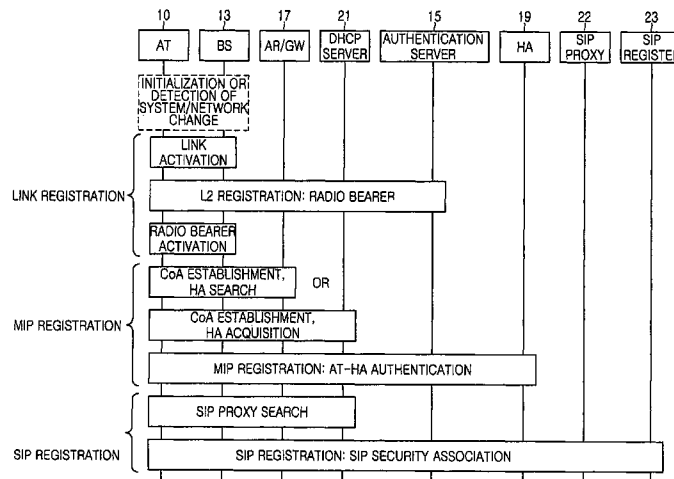 10 13 17 21 15 19 22 23
AT BS AR/GW DHCP SERVER AUTHENTICATION SERVER HA SIP PROXY SIP REGISTER
INITIALIZATION OR
DETECTION OF
SYSTEM/NETWORK
CHANGE
LINK
ACTIVATION
LINK REGISTRATION
L2 REGISTRATION: RADIO BEARER
RADIO BEARER
ACTIVATION
CoA ESTABLISHMENT,
HA SEARCH
OR
MIP REGISTRATION
CoA ESTABLISHMENT,
HA ACQUISITION
MIP REGISTRATION: AT-HA AUTHENTICATION
SIP PROXY SEARCH
SIP REGISTRATION
SIP REGISTRATION: SIP SECURITY ASSOCIATION